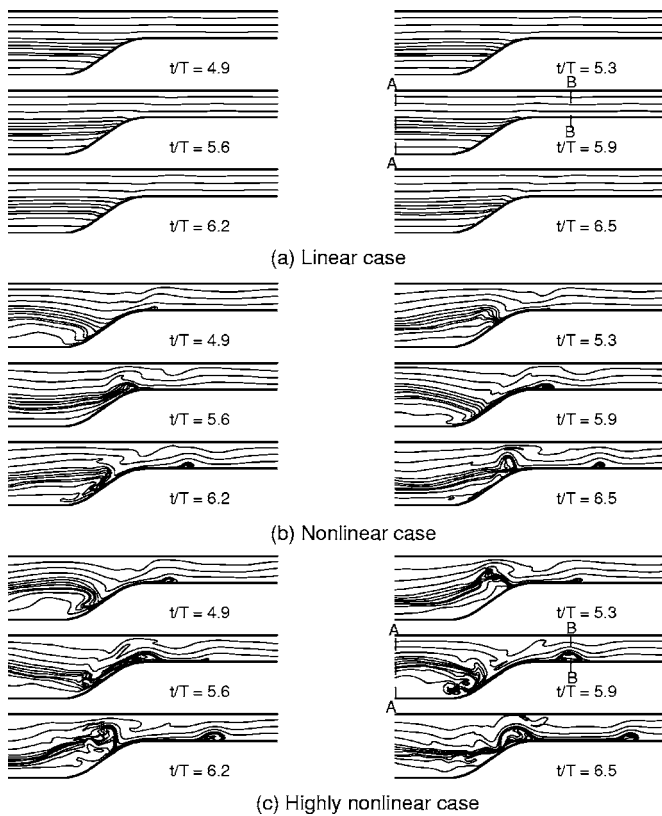 t/T = 4.9
t/T = 5.3
A
B
t/T = 5.6
B
t/T = 5.9
A
t/T = 6.2
t/T = 6.5
(a) Linear case
t/T = 4.9
t/T = 5.3
t/T = 5.6
t/T = 5.9
t/T = 6.2
t/T = 6.5
(b) Nonlinear case
t/T = 4.9
t/T = 5.3
A
B
t/T = 5.6
B
t/T = 5.9
A
t/T = 6.2
t/T = 6.5
(c) Highly nonlinear case